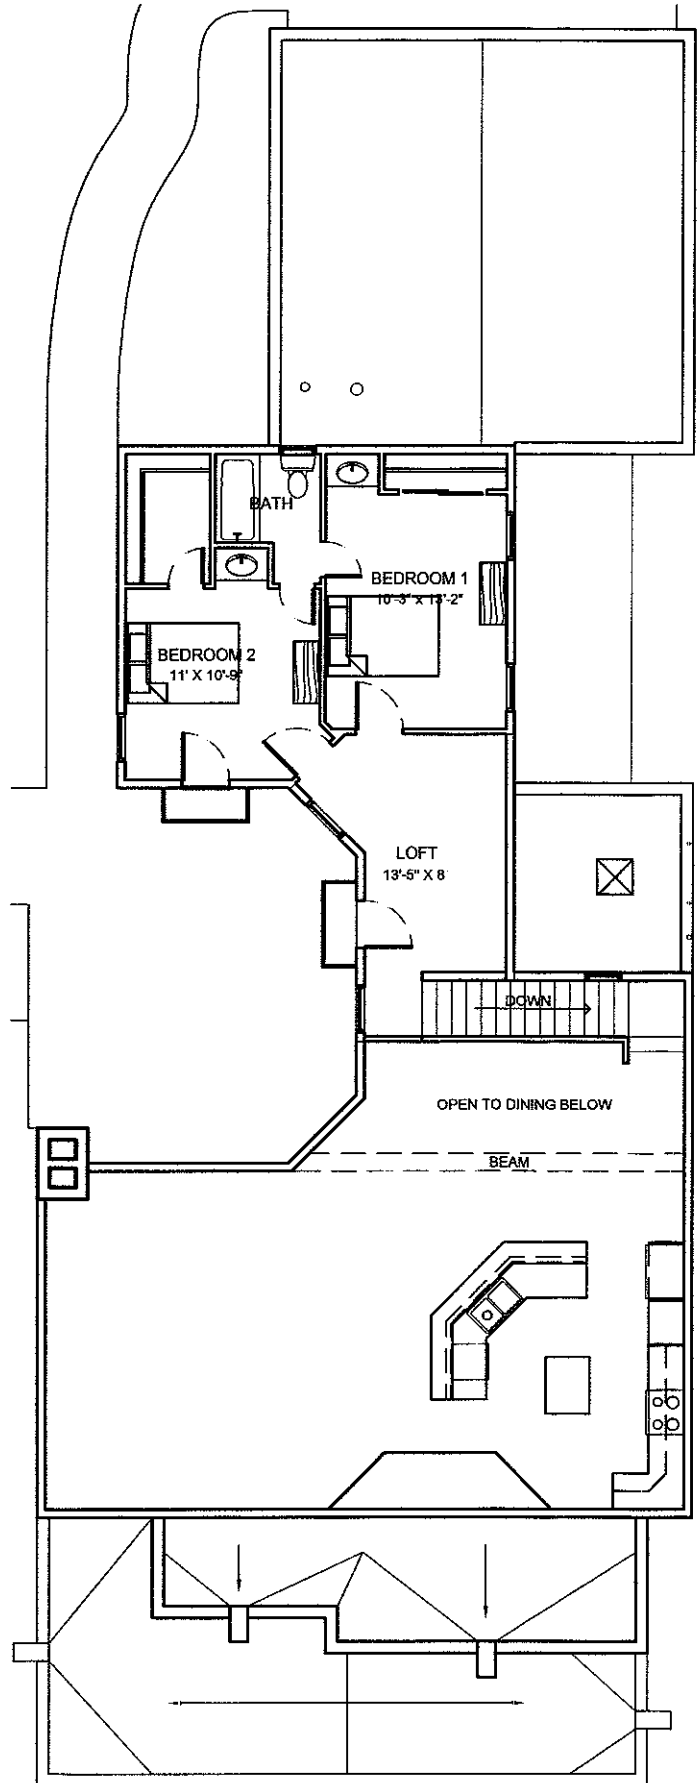 BATH
BEDROOM 1
10'-3" x 13'-2"
BEDROOM 2
11' X 10'-9"
LOFT
13'-5" X 8
DOWN
OPEN TO DINING BELOW
BEAM